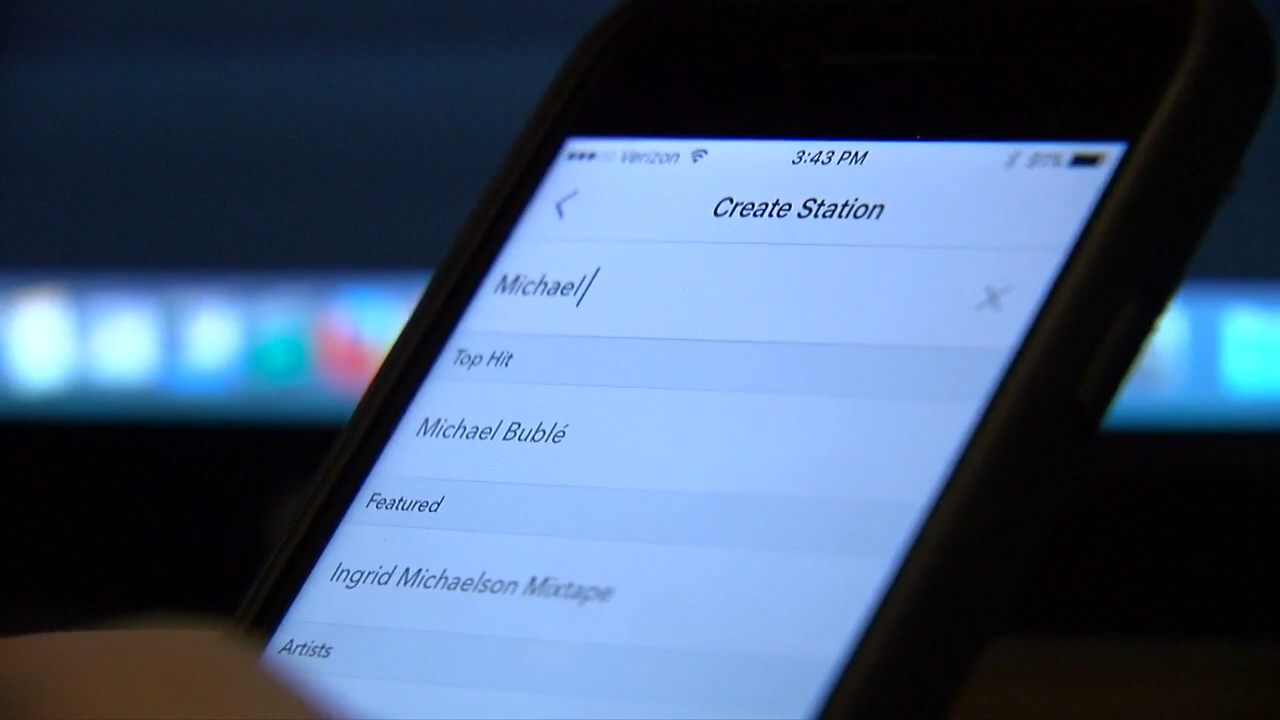 Verizon 3:43 PM
Create Station
Michael
Top Hit
Michael Bublé
Featured
Ingrid Michaelson Mixtape
Artists